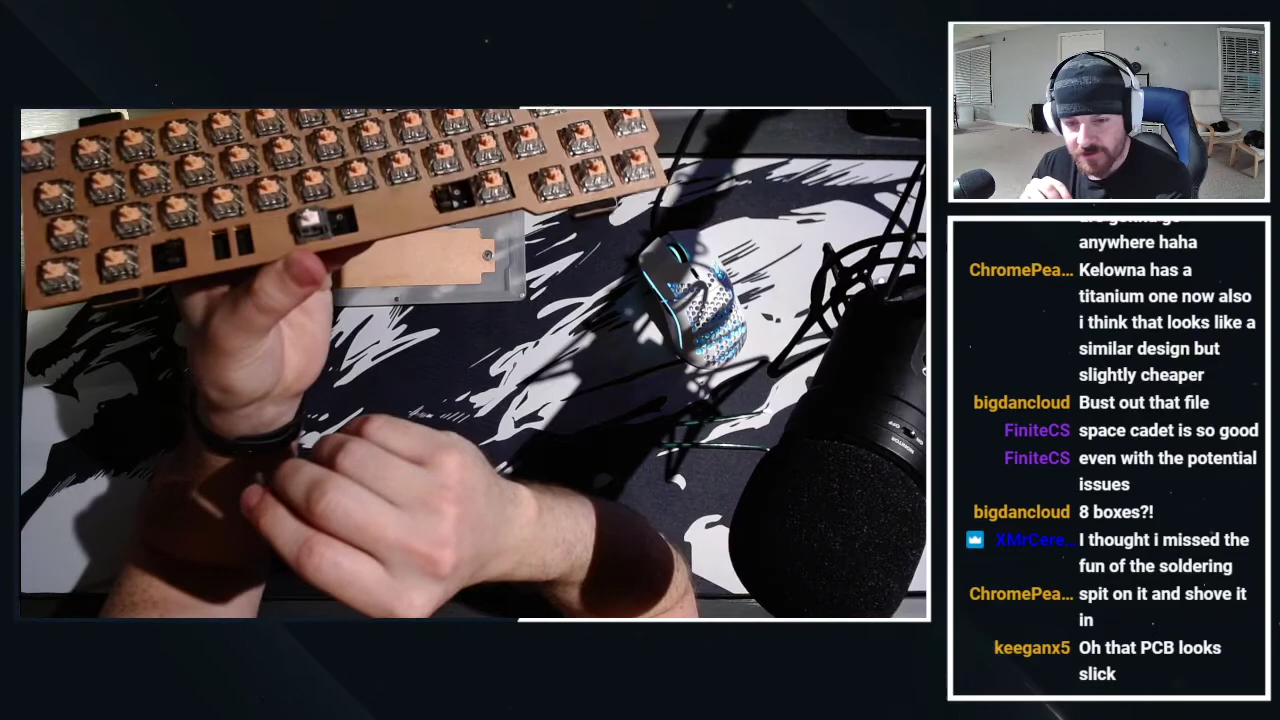 anywhere haha
ChromePea... Kelowna has a
titanium one now also
i think that looks like a
similar design but
slightly cheaper
bigdancloud Bust out that file
FiniteCS space cadet is so good
FiniteCS even with the potential
issues
bigdancloud 8 boxes?!
XMrCere... I thought i missed the
fun of the soldering
ChromePea... spit on it and shove it
in
keeganx5 Oh that PCB looks
slick